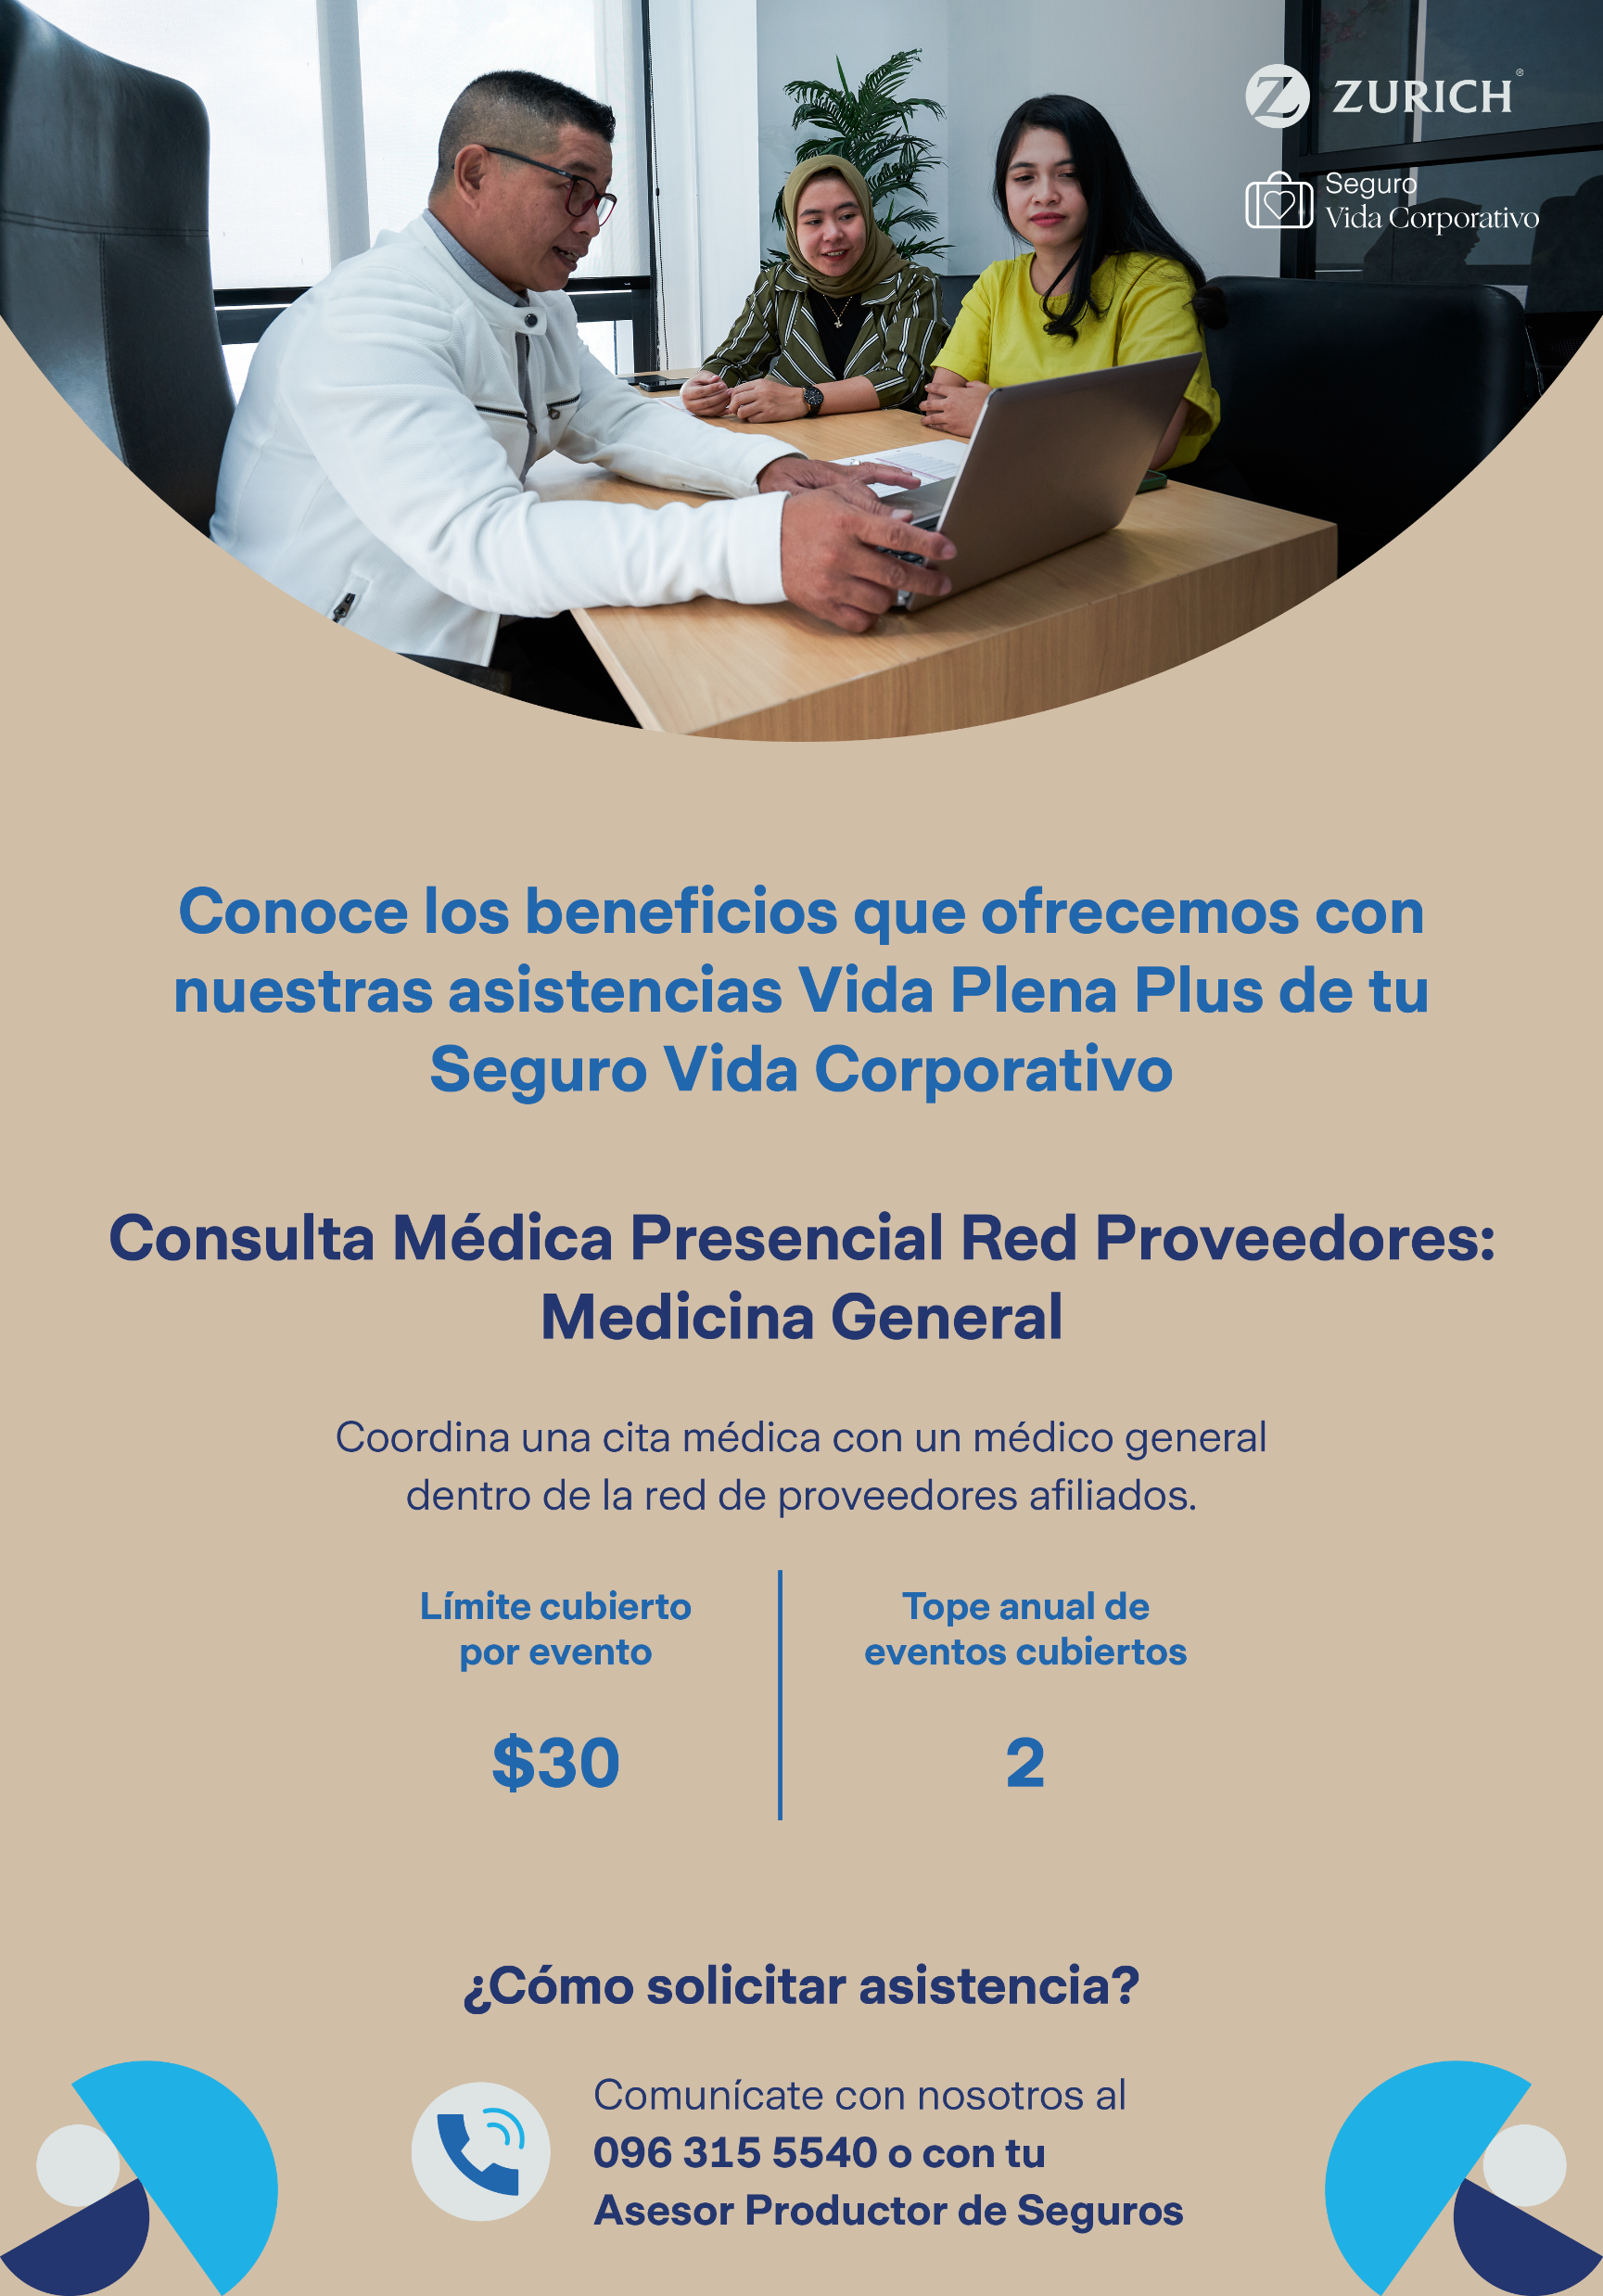 ZURICH®
Seguro
Vida Corporativo
Conoce los beneficios que ofrecemos con
nuestras asistencias Vida Plena Plus de tu
Seguro Vida Corporativo
Consulta Médica Presencial Red Proveedores:
Medicina General
Coordina una cita médica con un médico general
dentro de la red de proveedores afiliados.
Límite cubierto
por evento
$30
Tope anual de
eventos cubiertos
2
¿Cómo solicitar asistencia?
Comunícate con nosotros al
096 315 5540 o con tu
Asesor Productor de Seguros